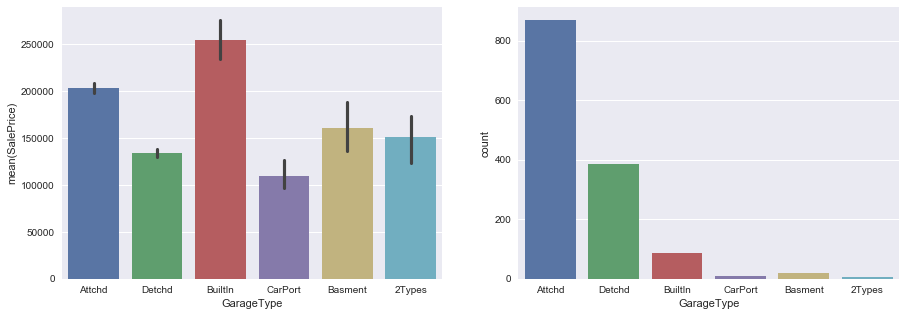 250000
200000
150000
100000
50000
0
mean(SalePrice)
Attchd Detchd BuiltIn CarPort Basment 2Types
GarageType
800
600
400
200
0
count
Attchd Detchd BuiltIn CarPort Basment 2Types
GarageType